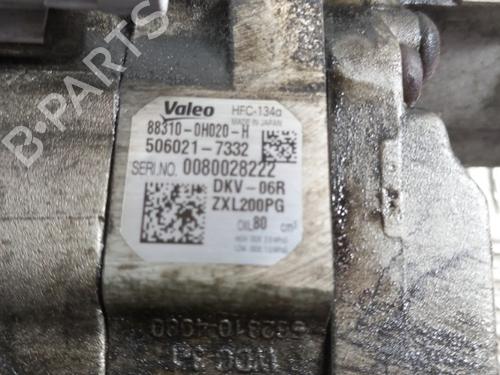 Valeo HFC-134a
MADE IN JAPAN
88310-0H020-H
506021-7332
SERI.NO. 0080028222
DKV-06R
ZXL200PG
OIL 80 cm³
B-PARTS